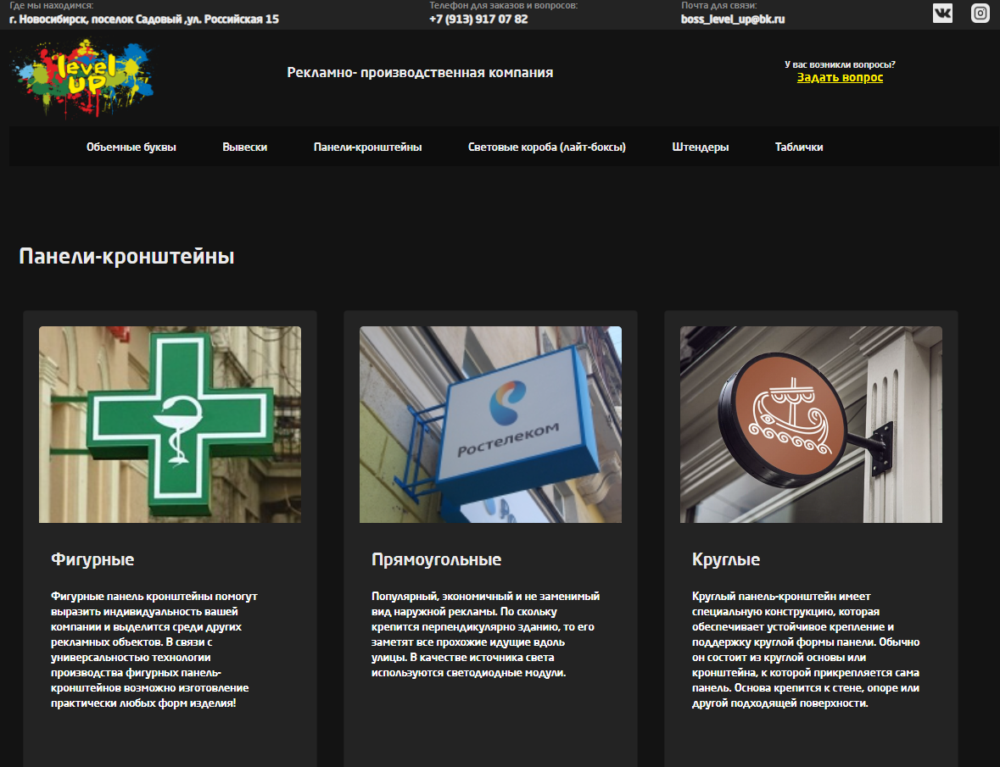 Где мы находимся:
г. Новосибирск, поселок Садовый ,ул. Российская 15
Телефон для заказов и вопросов:
+7 (913) 917 07 82
Почта для связи:
boss_level_up@bk.ru
level
UP
Рекламно- производственная компания
У вас возникли вопросы?
Задать вопрос
Объемные буквы
Вывески
Панели-кронштейны
Световые короба (лайт-боксы)
Штендеры
Таблички
Панели-кронштейны
Ростелеком
Фигурные
Фигурные панель кронштейны помогут
выразить индивидуальность вашей
компании и выделится среди других
рекламных обьектов. В связи с
универсальностью технологии
производства фигурных панель-
кронштейнов возможно изготовление
практически любых форм изделия!
Прямоугольные
Популярный, экономичный и не заменимый
вид наружной рекламы. По скольку
крепится перпендикулярно зданию, то его
заметят все прохожие идущие вдоль
улицы. В качестве источника света
используются светодиодные модули.
Круглые
Круглый панель-кронштейн имеет
специальную конструкцию, которая
обеспечивает устойчивое крепление и
поддержку круглой формы панели. Обычно
он состоит из круглой основы или
кронштейна, к которой прикрепляется сама
панель. Основа крепится к стене, опоре или
другой подходящей поверхности.